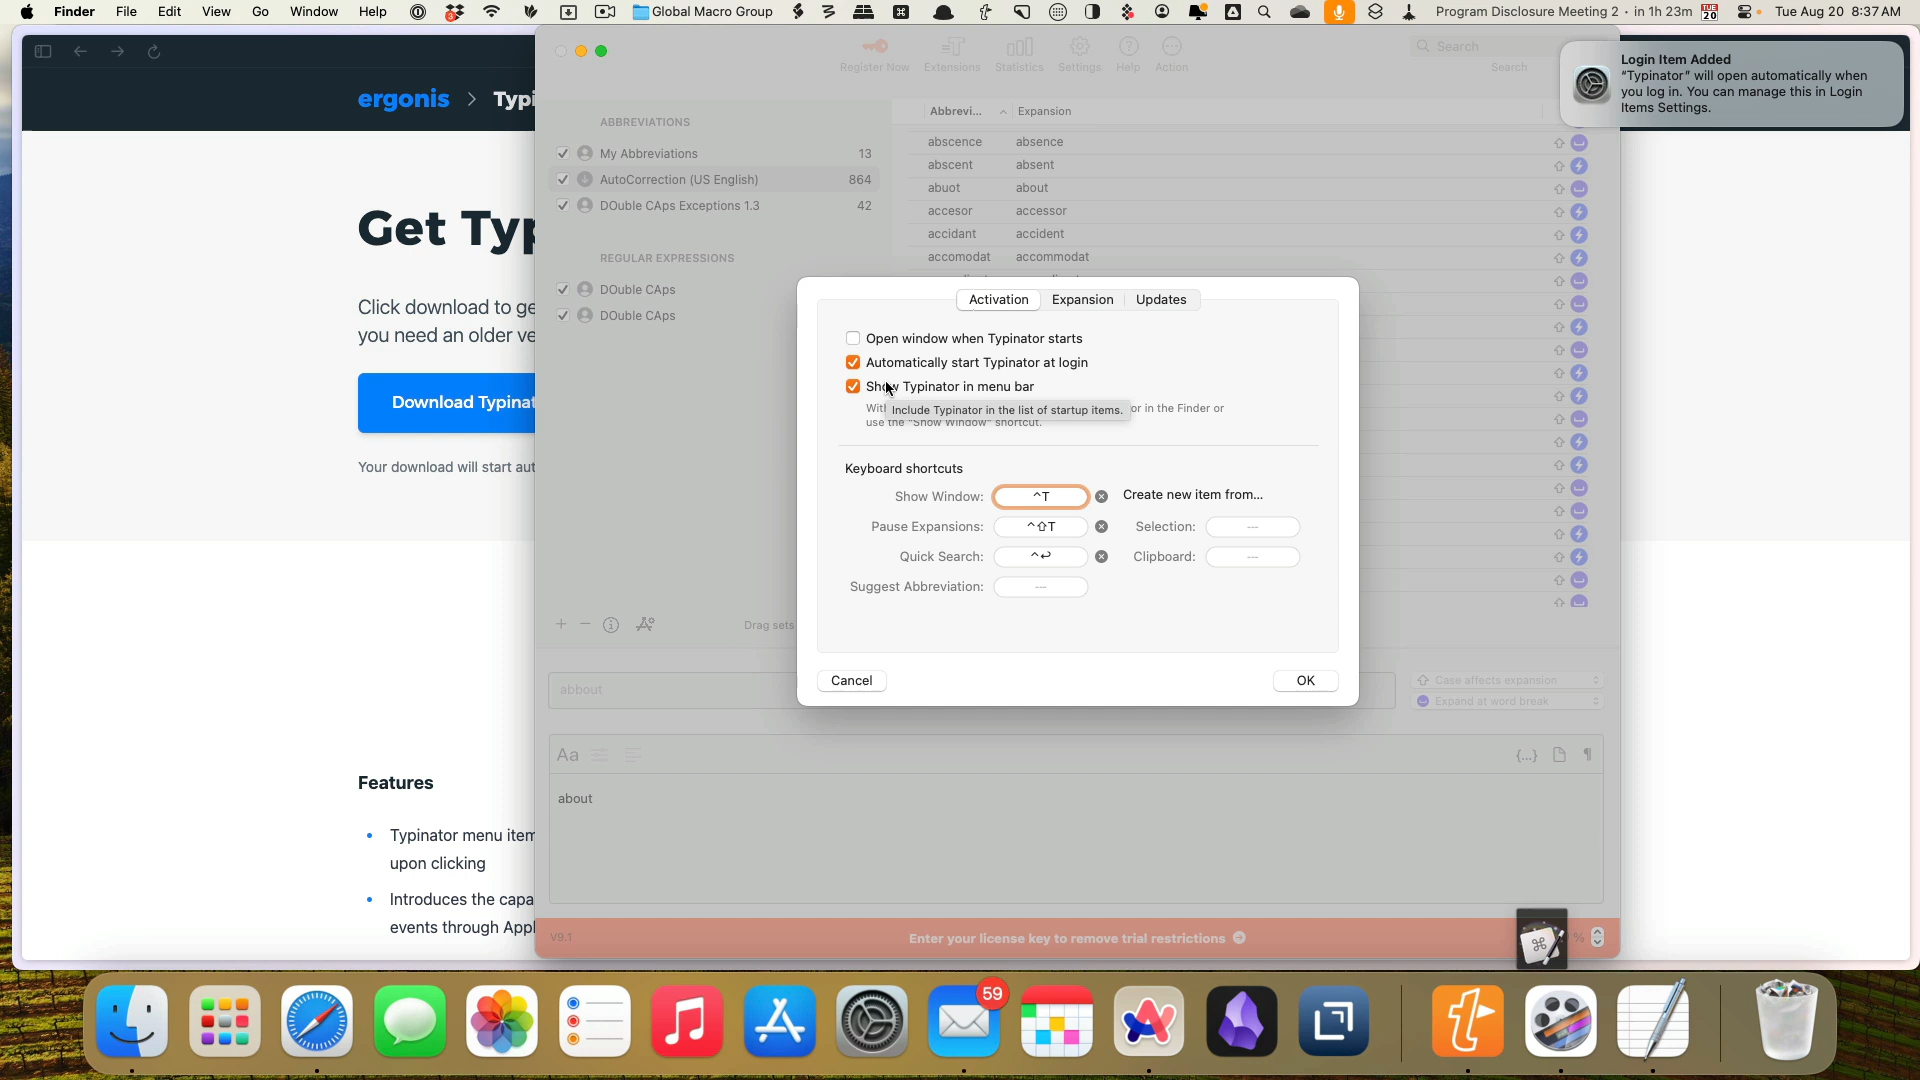 Finder File Edit View Go Window Help Global Macro Group Program Disclosure Meeting 2 · in 1h 23m TUE 20 Tue Aug 20 8:37 AM
Register Now Extensions Statistics Settings Help Action
Search
Search
Login Item Added
"Typinator" will open automatically when
you log in. You can manage this in Login
Items Settings.
ergonis > Typi
Get Typ
Click download to ge
you need an older ve
Download Typinat
Your download will start aut
Features
Typinator menu item
upon clicking
Introduces the capa
events through Appl
ABBREVIATIONS
My Abbreviations 13
AutoCorrection (US English) 864
DOuble CAps Exceptions 1.3 42
REGULAR EXPRESSIONS
DOuble CAps
DOuble CAps
Drag sets
Abbrevi... Expansion
abscence absence
abscent absent
abuot about
accesor accessor
accidant accident
accomodat accommodat
Activation Expansion Updates
Open window when Typinator starts
Automatically start Typinator at login
Show Typinator in menu bar
With
Include Typinator in the list of startup items.
or in the Finder or
use the "Show Window" shortcut.
Keyboard shortcuts
Show Window: ^T Create new item from...
Pause Expansions: ^⇧T Selection: ---
Quick Search: ^↩ Clipboard: ---
Suggest Abbreviation: ---
Cancel OK
abbout
Case affects expansion
Expand at word break
Aa {...} ¶
about
V9.1 Enter your license key to remove trial restrictions %
59